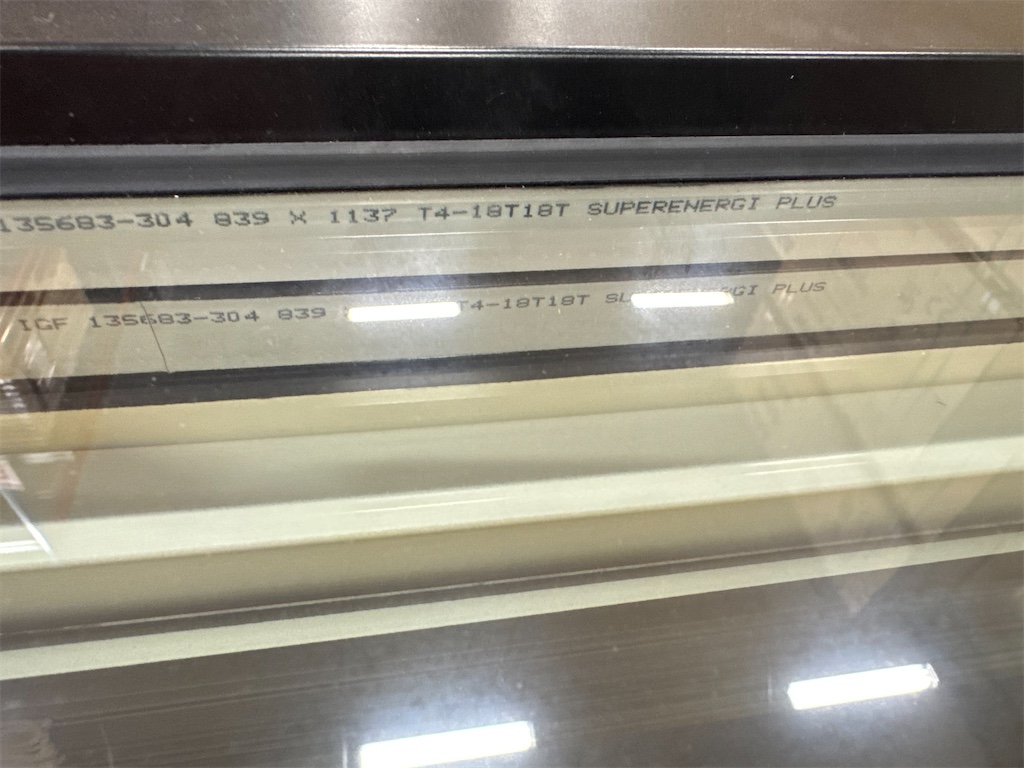 135683-304 839 X 1137 T4-18T18T SUPERENERGI PLUS
IGF 135683-304 839 T4-18T18T PLUS